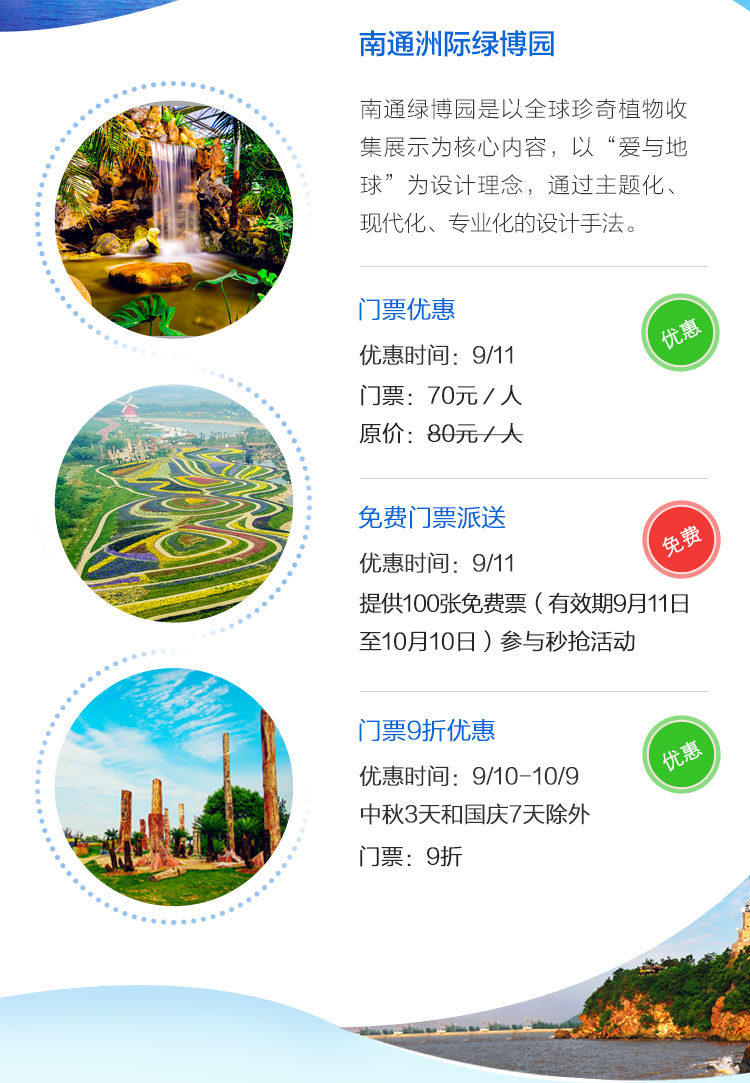 南通洲际绿博园
南通绿博园是以全球珍奇植物收
集展示为核心内容，以“爱与地
球”为设计理念，通过主题化、
现代化、专业化的设计手法。
门票优惠
优惠
优惠时间：9/11
门票：70元／人
原价：80元／人
免费门票派送
免费
优惠时间：9/11
提供100张免费票（有效期9月11日
至10月10日）参与秒抢活动
门票9折优惠
优惠
优惠时间：9/10-10/9
中秋3天和国庆7天除外
门票：9折